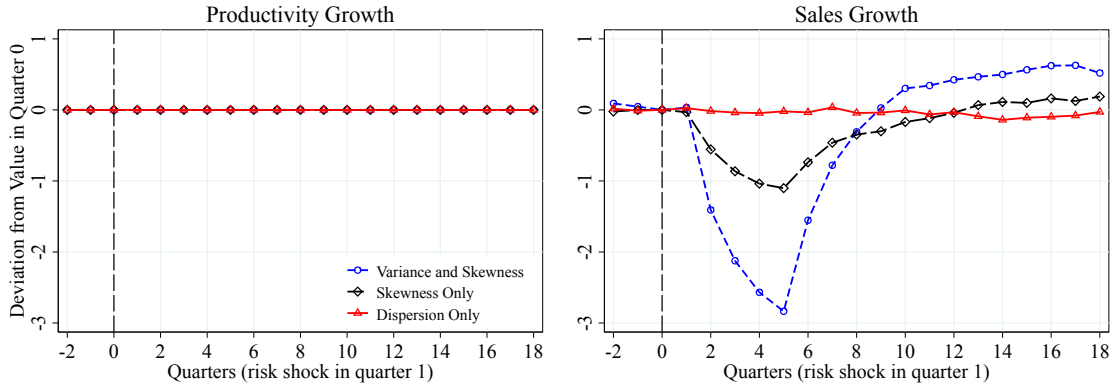 Productivity Growth
Sales Growth
Deviation from Value in Quarter 0
1
0
-1
-2
-3
Variance and Skewness
Skewness Only
Dispersion Only
-2 0 2 4 6 8 10 12 14 16 18
Quarters (risk shock in quarter 1)
1
0
-1
-2
-3
-2 0 2 4 6 8 10 12 14 16 18
Quarters (risk shock in quarter 1)